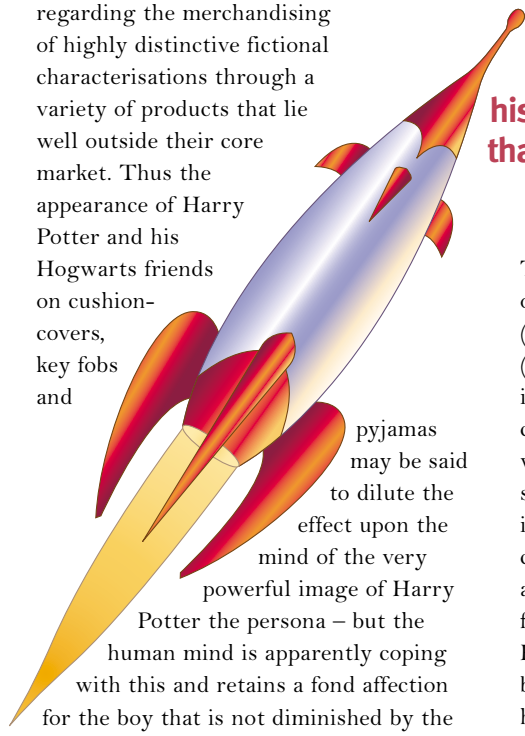 regarding the merchandising
of highly distinctive fictional
characterisations through a
variety of products that lie
well outside their core
market. Thus the
appearance of Harry
Potter and his
Hogwarts friends
on cushion-
covers,
key fobs
and
pyjamas
may be said
to dilute the
effect upon the
mind of the very
powerful image of Harry
Potter the persona – but the
human mind is apparently coping
with this and retains a fond affection
for the boy that is not diminished by the
his
tha